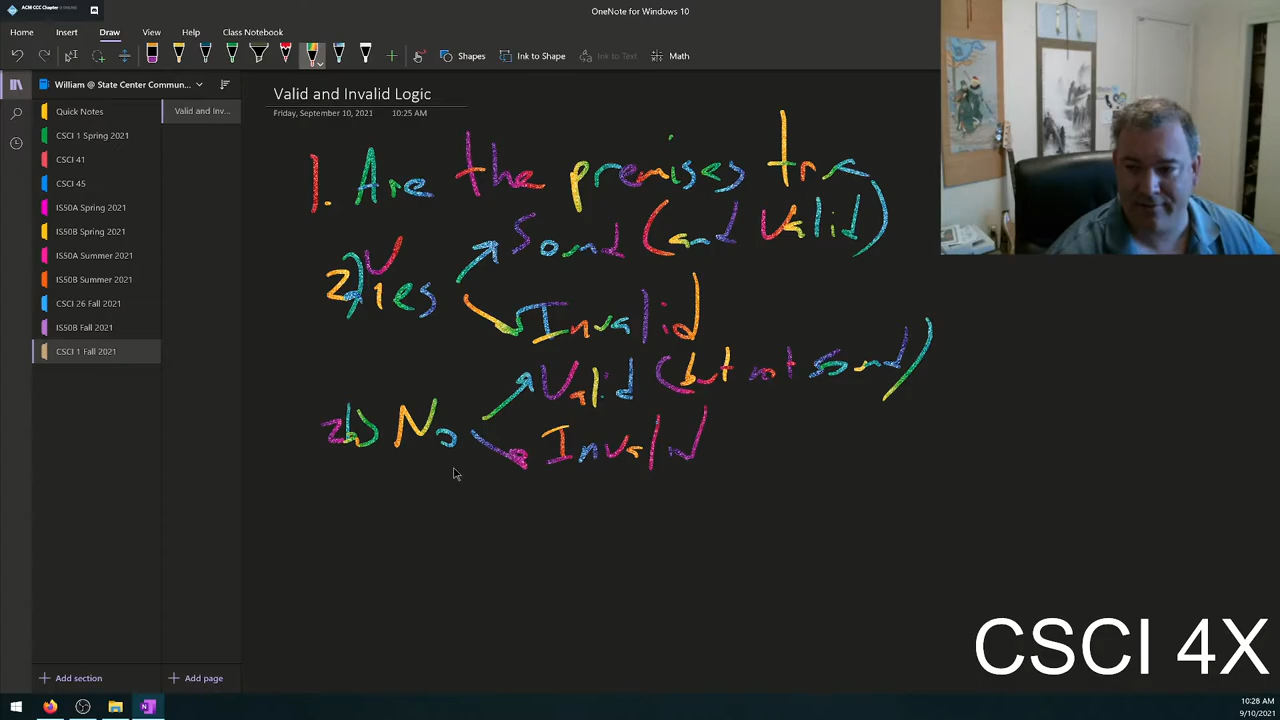 ACM CCC Chapter
OneNote for Windows 10
Home Insert Draw View Help Class Notebook
Shapes Ink to Shape Ink to Text Math
William @ State Center Commun...
Quick Notes
CSCI 1 Spring 2021
CSCI 41
CSCI 45
IS50A Spring 2021
IS50B Spring 2021
IS50A Summer 2021
IS50B Summer 2021
CSCI 26 Fall 2021
IS50B Fall 2021
CSCI 1 Fall 2021
Add section
Valid and Inv...
Add page
Valid and Invalid Logic
Friday, September 10, 2021 10:25 AM
1. Are the premises true
Sound (and Valid)
2) Yes
Invalid
Valid (but not sound)
2b) No
Invalid
CSCI 4X
10:28 AM
9/10/2021